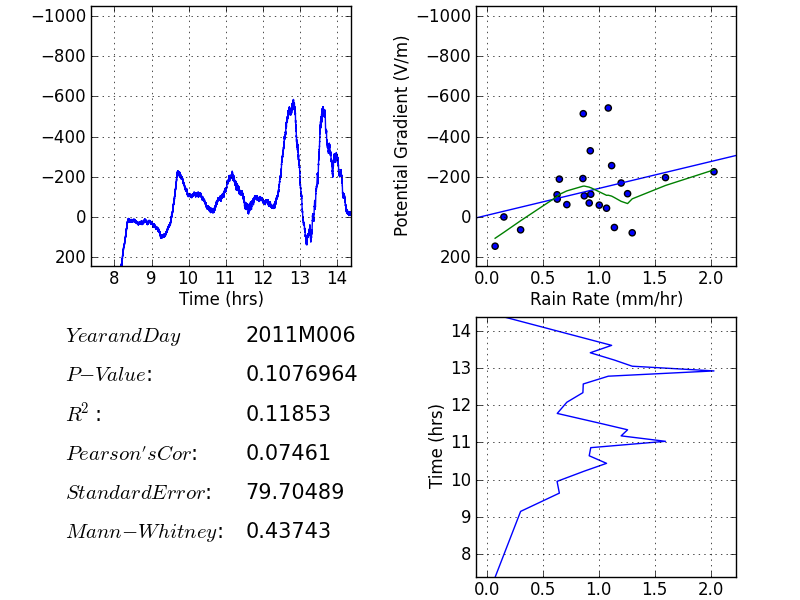 −1000
−800
−600
−400
−200
0
200
8 9 10 11 12 13 14
Time (hrs)
Potential Gradient (V/m)
−1000
−800
−600
−400
−200
0
200
0.0 0.5 1.0 1.5 2.0
Rain Rate (mm/hr)
YearandDay 2011M006
P−Value: 0.1076964
R²: 0.11853
Pearson'sCor: 0.07461
StandardError: 79.70489
Mann−Whitney: 0.43743
Time (hrs)
14
13
12
11
10
9
8
0.0 0.5 1.0 1.5 2.0